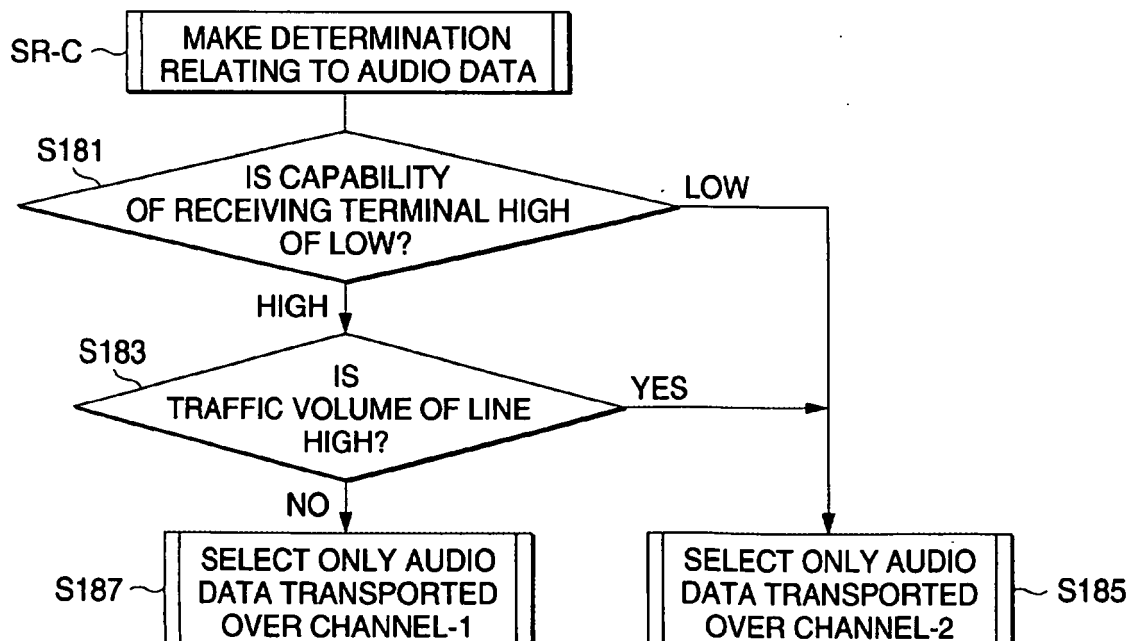 SR-C
MAKE DETERMINATION
RELATING TO AUDIO DATA
S181
IS CAPABILITY
OF RECEIVING TERMINAL HIGH
OF LOW?
LOW
HIGH
S183
IS
TRAFFIC VOLUME OF LINE
HIGH?
YES
NO
S187
SELECT ONLY AUDIO
DATA TRANSPORTED
OVER CHANNEL-1
SELECT ONLY AUDIO
DATA TRANSPORTED
OVER CHANNEL-2
S185